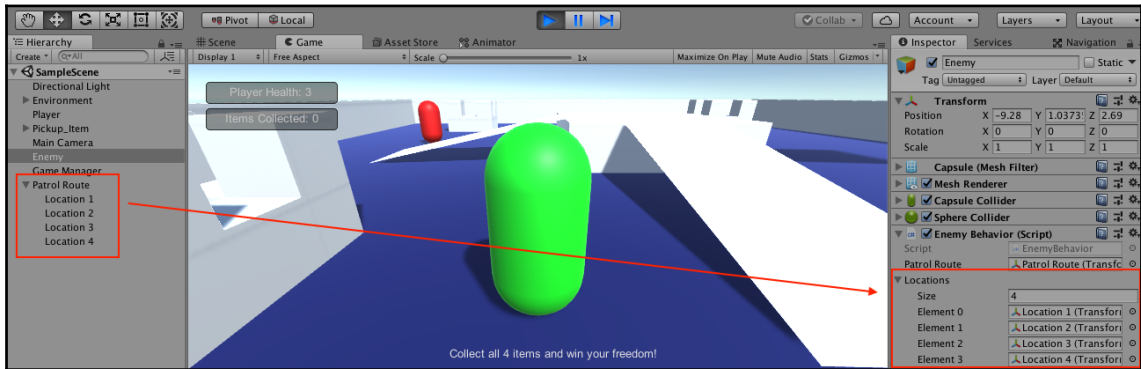 Pivot Local Collab Account Layers Layout
Hierarchy Scene Game Asset Store Animator Inspector Services Navigation
Create All Display 1 Free Aspect Scale 1x Maximize On Play Mute Audio Stats Gizmos Enemy Static
SampleScene Tag Untagged Layer Default
Directional Light
Environment
Player
Pickup_Item
Main Camera
Enemy
Game Manager
Patrol Route
Location 1
Location 2
Location 3
Location 4
Player Health: 3
Items Collected: 0
Collect all 4 items and win your freedom!
Transform
Position X -9.28 Y 1.0373 Z 2.69
Rotation X 0 Y 0 Z 0
Scale X 1 Y 1 Z 1
Capsule (Mesh Filter)
Mesh Renderer
Capsule Collider
Sphere Collider
Enemy Behavior (Script)
Script EnemyBehavior
Patrol Route Patrol Route (Transfo
Locations
Size 4
Element 0 Location 1 (Transfor
Element 1 Location 2 (Transfor
Element 2 Location 3 (Transfor
Element 3 Location 4 (Transfor